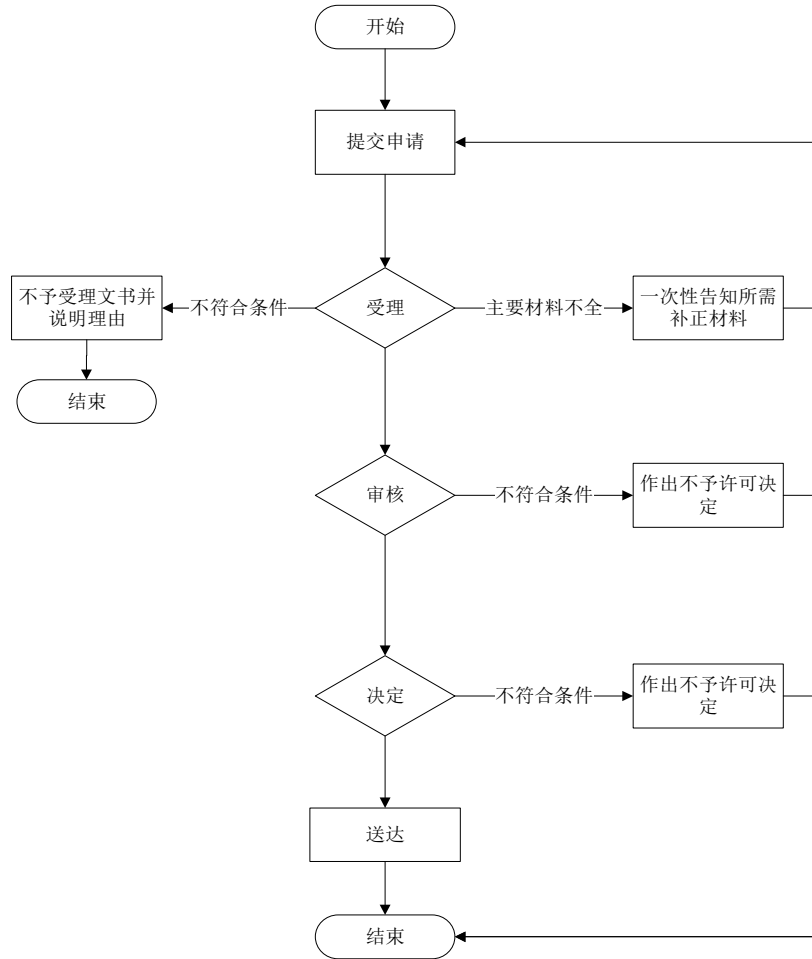 开始
提交申请
不予受理文书并
说明理由
不符合条件
受理
主要材料不全
一次性告知所需
补正材料
结束
审核
不符合条件
作出不予许可决
定
决定
不符合条件
作出不予许可决
定
送达
结束